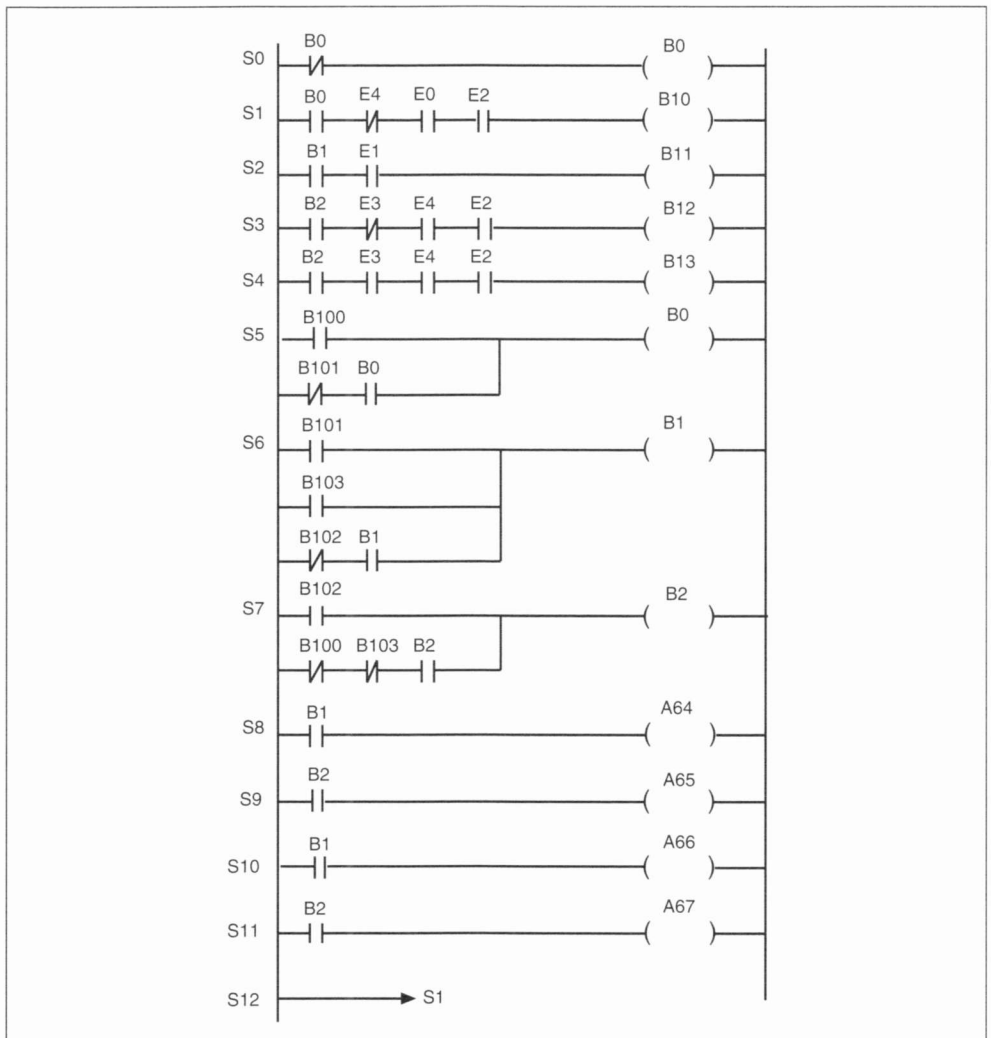 B0 B0
S0
B0 E4 E0 E2 B10
S1
B1 E1 B11
S2
B2 E3 E4 E2 B12
S3
B2 E3 E4 E2 B13
S4
B100 B0
S5
B101 B0
B101 B1
S6
B103
B102 B1
B102 B2
S7
B100 B103 B2
B1 A64
S8
B2 A65
S9
B1 A66
S10
B2 A67
S11
S12 S1